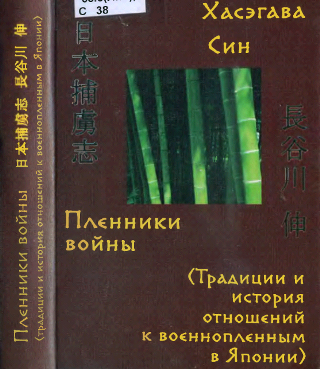 С 38
Хасэгава
Син
日本捕虜志
長谷川 伸
Пленники
войны
(Традиции и
история
отношений
к военнопленным
в Японии)
Пленники войны 日本捕虜志 長谷川 伸
(традиции и история отношений к военнопленным в Японии)